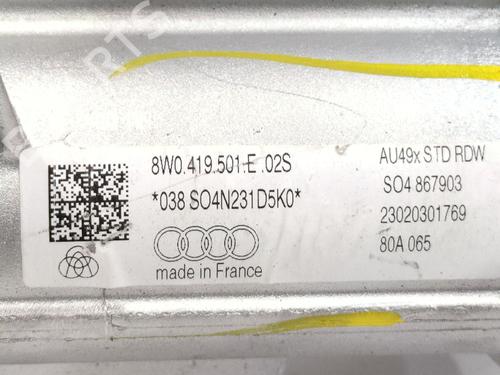 8W0.419.501.E .02S
*038 SO4N231D5K0*
made in France
AU49x STD RDW
SO4 867903
23020301769
80A 065